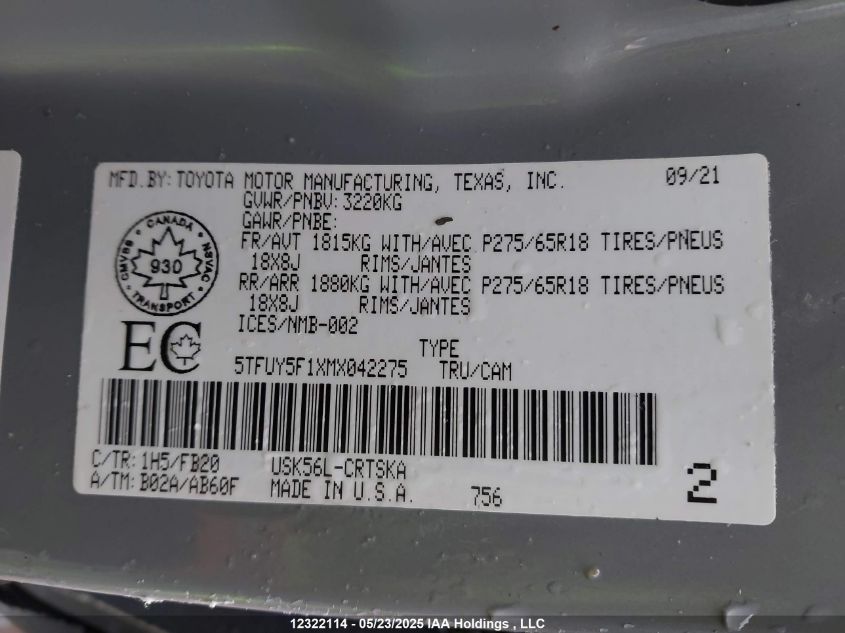 MFD.BY: TOYOTA MOTOR MANUFACTURING, TEXAS, INC. 09/21
GVWR/PNBV: 3220KG
GAWR/PNBE:
FR/AVT 1815KG WITH/AVEC P275/65R18 TIRES/PNEUS
18X8J RIMS/JANTES
RR/ARR 1880KG WITH/AVEC P275/65R18 TIRES/PNEUS
18X8J RIMS/JANTES
ICES/NMB-002
CANADA
CMVSS NSVAC
930
TRANSPORT
EC
TYPE
5TFUY5F1XMX042275 TRU/CAM
C/TR: 1H5/FB20 USK56L-CRTSKA
A/TM: B02A/AB60F MADE IN U.S.A. 756 2
12322114 - 05/23/2025 IAA Holdings , LLC